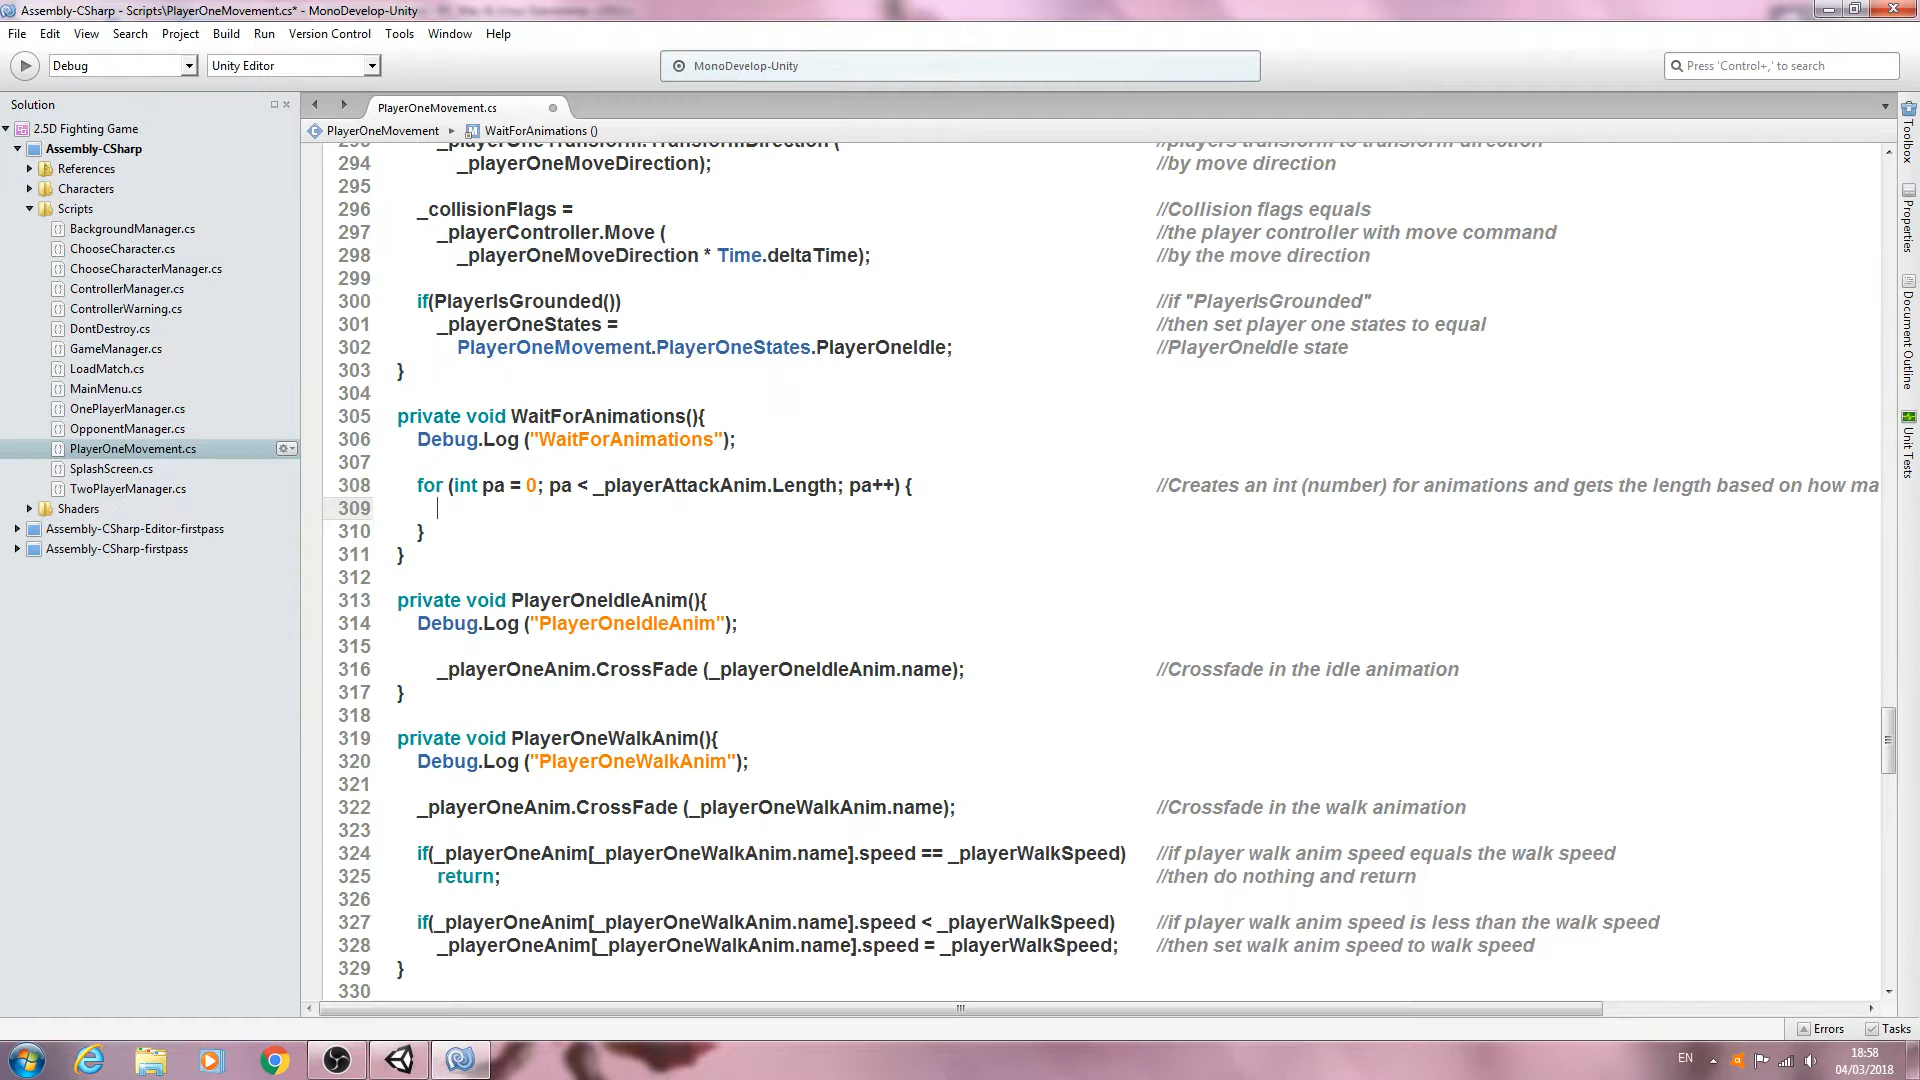 Assembly-CSharp - Scripts\PlayerOneMovement.cs* - MonoDevelop-Unity
File Edit View Search Project Build Run Version Control Tools Window Help
Debug Unity Editor MonoDevelop-Unity Press 'Control+,' to search
Solution
2.5D Fighting Game
Assembly-CSharp
References
Characters
Scripts
BackgroundManager.cs
ChooseCharacter.cs
ChooseCharacterManager.cs
ControllerManager.cs
ControllerWarning.cs
DontDestroy.cs
GameManager.cs
LoadMatch.cs
MainMenu.cs
OnePlayerManager.cs
OpponentManager.cs
PlayerOneMovement.cs
SplashScreen.cs
TwoPlayerManager.cs
Shaders
Assembly-CSharp-Editor-firstpass
Assembly-CSharp-firstpass
PlayerOneMovement.cs
PlayerOneMovement WaitForAnimations ()
294 _playerOneMoveDirection); //by move direction
295
296 _collisionFlags = //Collision flags equals
297 _playerController.Move ( //the player controller with move command
298 _playerOneMoveDirection * Time.deltaTime); //by the move direction
299
300 if(PlayerIsGrounded()) //if "PlayerIsGrounded"
301 _playerOneStates = //then set player one states to equal
302 PlayerOneMovement.PlayerOneStates.PlayerOneIdle; //PlayerOneIdle state
303 }
304
305 private void WaitForAnimations(){
306 Debug.Log ("WaitForAnimations");
307
308 for (int pa = 0; pa < _playerAttackAnim.Length; pa++) { //Creates an int (number) for animations and gets the length based on how ma
309
310 }
311 }
312
313 private void PlayerOneIdleAnim(){
314 Debug.Log ("PlayerOneIdleAnim");
315
316 _playerOneAnim.CrossFade (_playerOneIdleAnim.name); //Crossfade in the idle animation
317 }
318
319 private void PlayerOneWalkAnim(){
320 Debug.Log ("PlayerOneWalkAnim");
321
322 _playerOneAnim.CrossFade (_playerOneWalkAnim.name); //Crossfade in the walk animation
323
324 if(_playerOneAnim[_playerOneWalkAnim.name].speed == _playerWalkSpeed) //if player walk anim speed equals the walk speed
325 return; //then do nothing and return
326
327 if(_playerOneAnim[_playerOneWalkAnim.name].speed < _playerWalkSpeed) //if player walk anim speed is less than the walk speed
328 _playerOneAnim[_playerOneWalkAnim.name].speed = _playerWalkSpeed; //then set walk anim speed to walk speed
329 }
330
Toolbox
Properties
Document Outline
Unit Tests
Errors Tasks
EN 18:58
04/03/2018